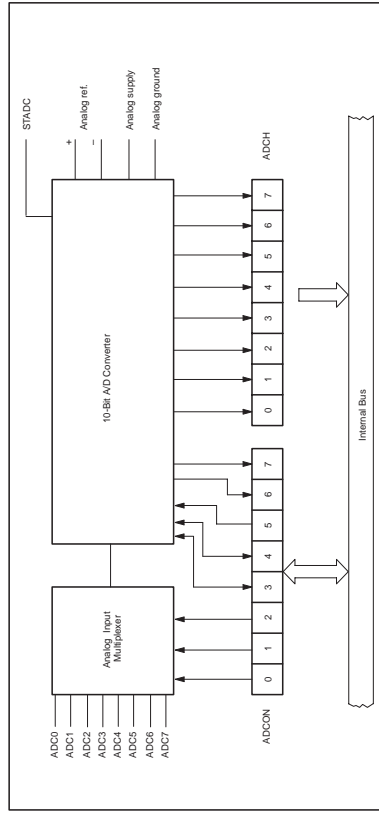 STADC
+
Analog ref.
–
Analog supply
Analog ground
10-Bit A/D Converter
Analog Input
Multiplexer
ADC0
ADC1
ADC2
ADC3
ADC4
ADC5
ADC6
ADC7
ADCON
0 1 2 3 4 5 6 7
0 1 2 3 4 5 6 7
ADCH
Internal Bus